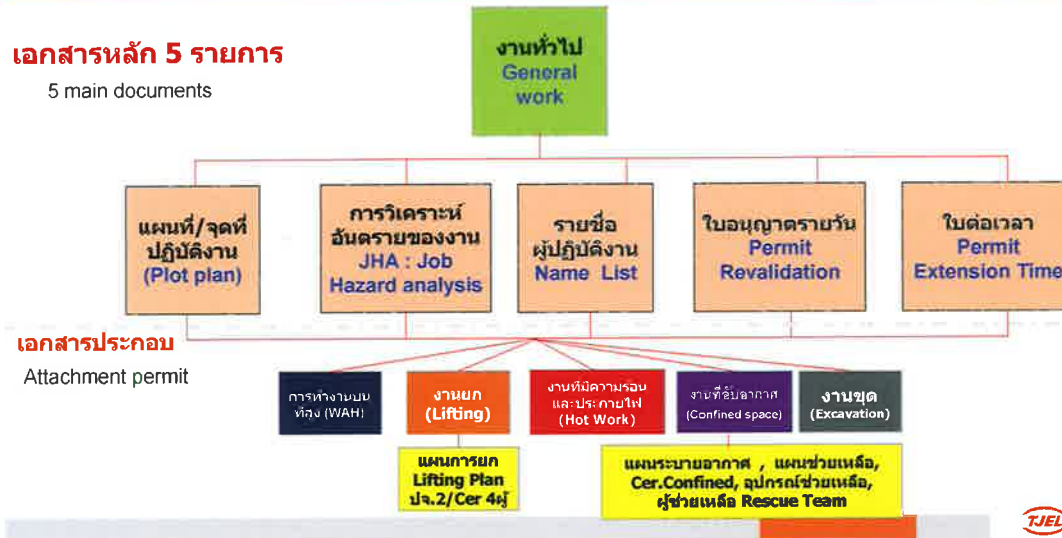 เอกสารหลัก 5 รายการ
5 main documents
งานทั่วไป
General
work
แผนที่/จุดที่
ปฏิบัติงาน
(Plot plan)
การวิเคราะห์
อันตรายของงาน
JHA : Job
Hazard analysis
รายชื่อ
ผู้ปฏิบัติงาน
Name List
ใบอนุญาตรายวัน
Permit
Revalidation
ใบต่อเวลา
Permit
Extension Time
เอกสารประกอบ
Attachment permit
การทำงานบน
ที่สูง (WAH)
งานยก
(Lifting)
งานที่มีความร้อน
และประกายไฟ
(Hot Work)
งานที่อับอากาศ
(Confined space)
งานขุด
(Excavation)
แผนการยก
Lifting Plan
ปจ.2/Cer 4ผู้
แผนระบายอากาศ , แผนช่วยเหลือ,
Cer.Confined, อุปกรณ์ช่วยเหลือ,
ผู้ช่วยเหลือ Rescue Team
TJEL